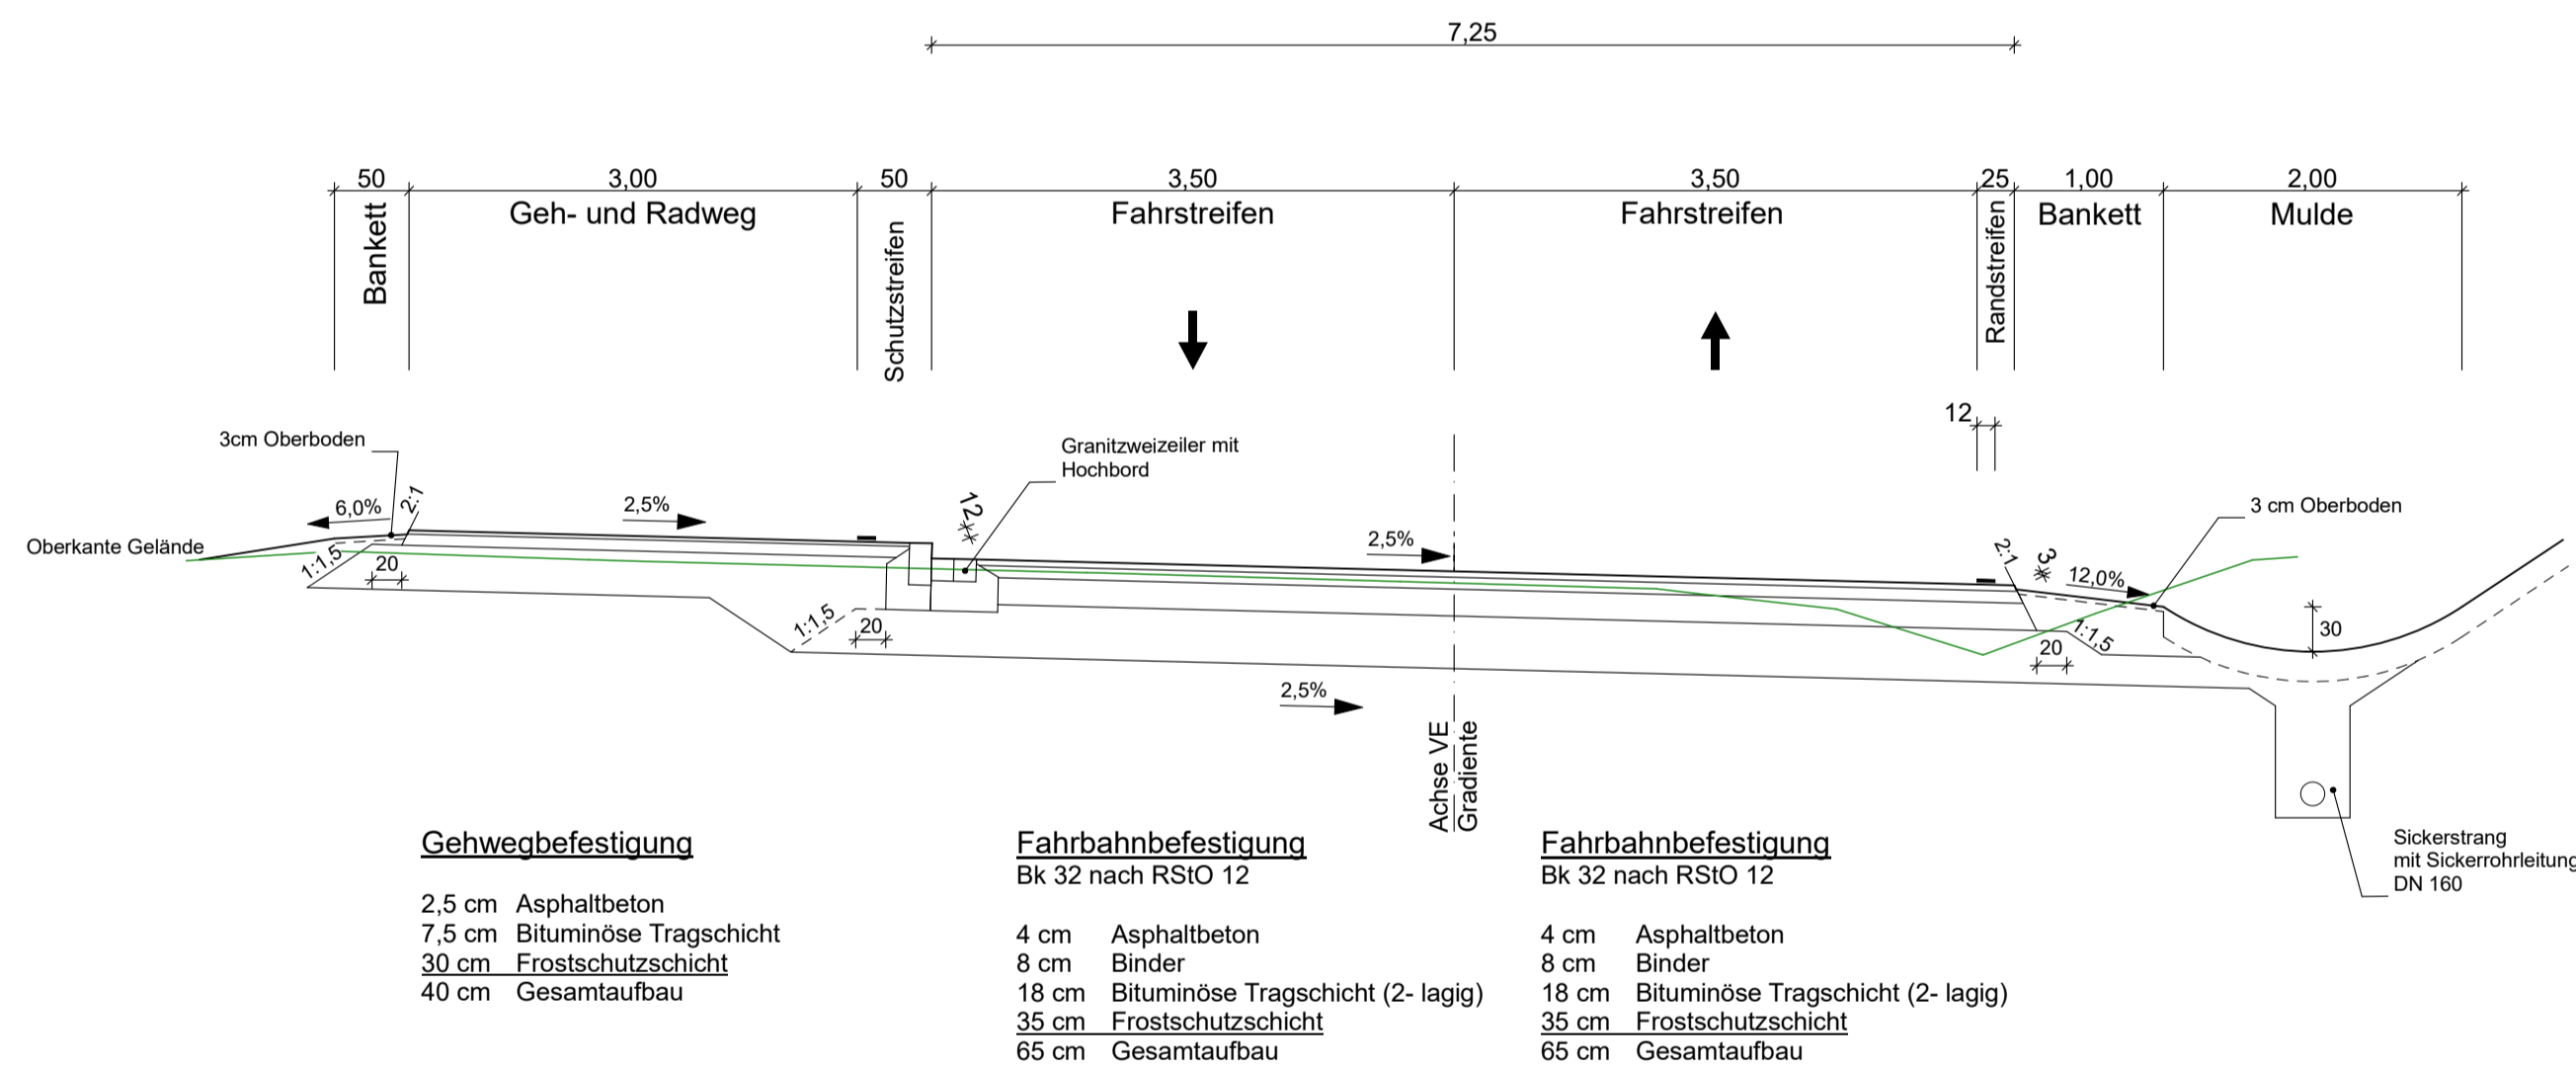 7,25
50 3,00 50 3,50 3,50 25 1,00 2,00
Bankett
Geh- und Radweg
Schutzstreifen
Fahrstreifen
Fahrstreifen
Randstreifen
Bankett
Mulde
12
3cm Oberboden
Granitzweizeiler mit
Hochbord
3 cm Oberboden
Oberkante Gelände
6,0%
2:1
2,5%
12
2,5%
2:1
3
12,0%
1:1,5
20
1:1,5
20
1:1,5
20
30
2,5%
Achse VE
Gradiente
Sickerstrang
mit Sickerrohrleitung
DN 160
Gehwegbefestigung
2,5 cm Asphaltbeton
7,5 cm Bituminöse Tragschicht
30 cm Frostschutzschicht
40 cm Gesamtaufbau
Fahrbahnbefestigung
Bk 32 nach RStO 12
4 cm Asphaltbeton
8 cm Binder
18 cm Bituminöse Tragschicht (2- lagig)
35 cm Frostschutzschicht
65 cm Gesamtaufbau
Fahrbahnbefestigung
Bk 32 nach RStO 12
4 cm Asphaltbeton
8 cm Binder
18 cm Bituminöse Tragschicht (2- lagig)
35 cm Frostschutzschicht
65 cm Gesamtaufbau